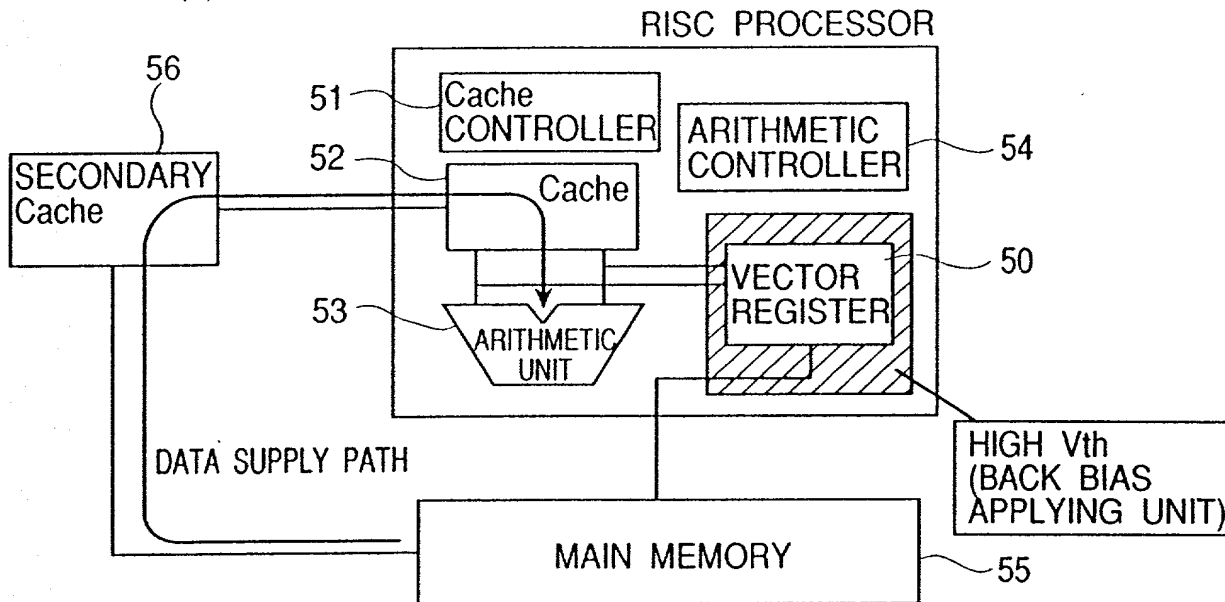 RISC PROCESSOR
56
51
Cache
CONTROLLER
ARITHMETIC
CONTROLLER
54
52
SECONDARY
Cache
Cache
50
VECTOR
REGISTER
53
ARITHMETIC
UNIT
DATA SUPPLY PATH
HIGH Vth
(BACK BIAS
APPLYING UNIT)
MAIN MEMORY
55